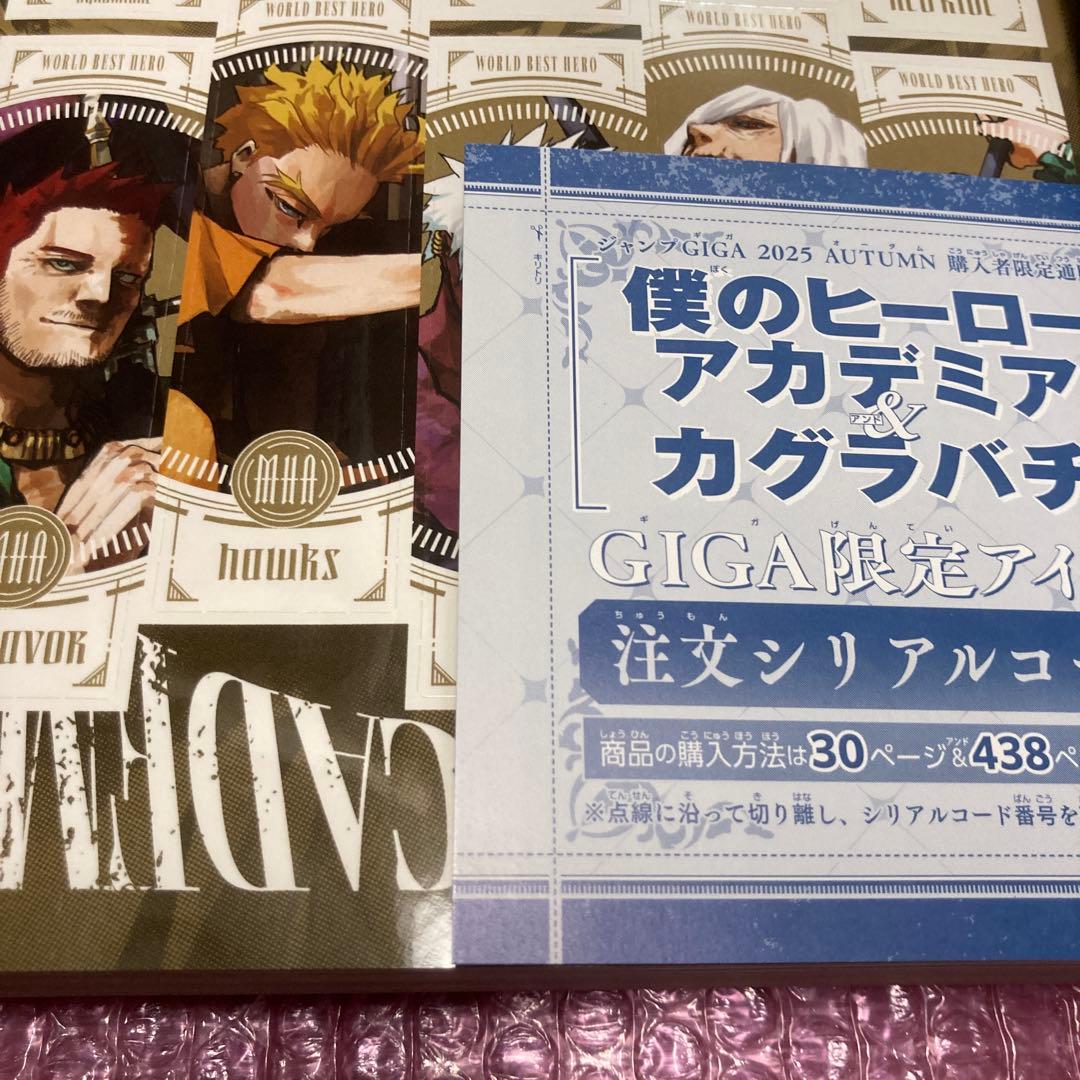 WORLD BEST HERO
WORLD BEST HERO
WORLD BEST HERO
WORLD BEST HERO
WORLD BEST HERO
MHA
hawks
ジャンプGIGA 2025 AUTUMN 購入者限定通
僕のヒーロー
アカデミア
&
アンド
カグラバチ
GIGA限定アイ
注文シリアルコー
商品の購入方法は30ページ&438ペ
※点線に沿って切り離し、シリアルコード番号を
キリトリ